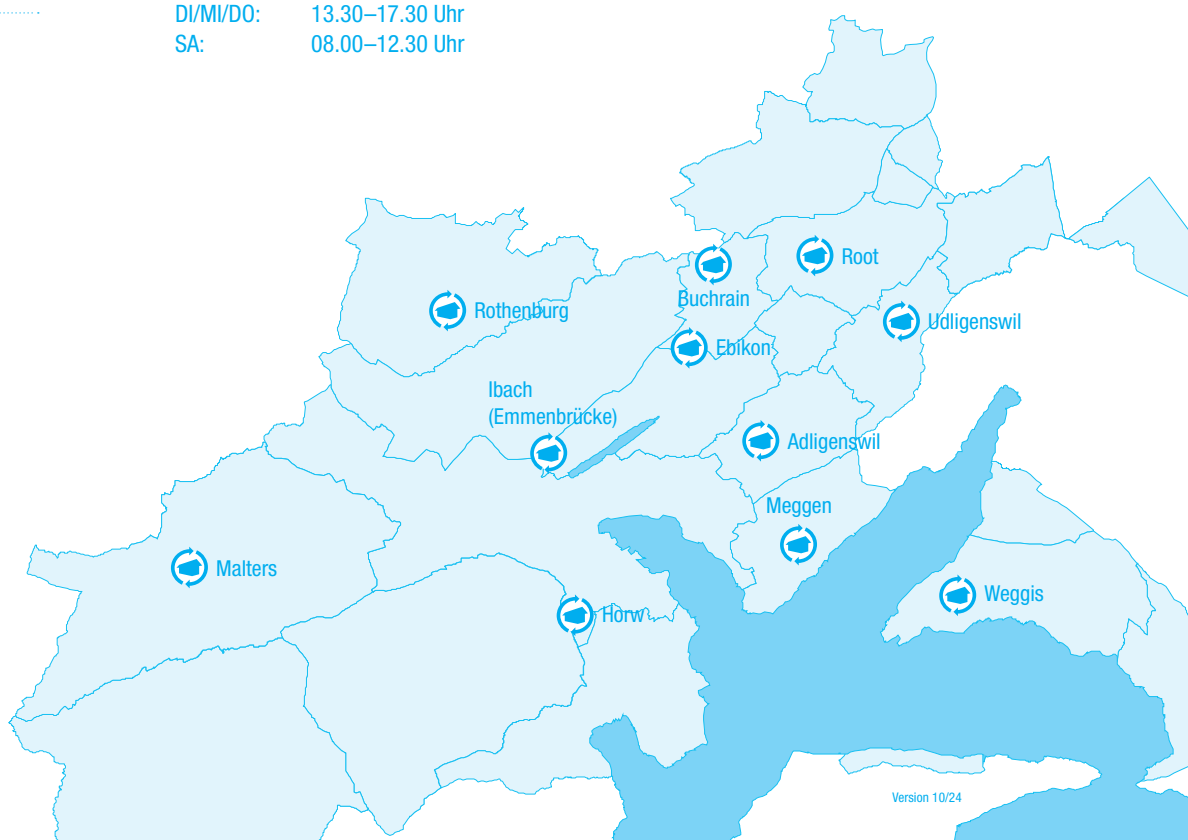 DI/MI/DO: 13.30–17.30 Uhr
SA: 08.00–12.30 Uhr
Root
Buchrain
Rothenburg
Udligenswil
Ebikon
Ibach
(Emmenbrücke)
Adligenswil
Meggen
Malters
Weggis
Horw
Version 10/24